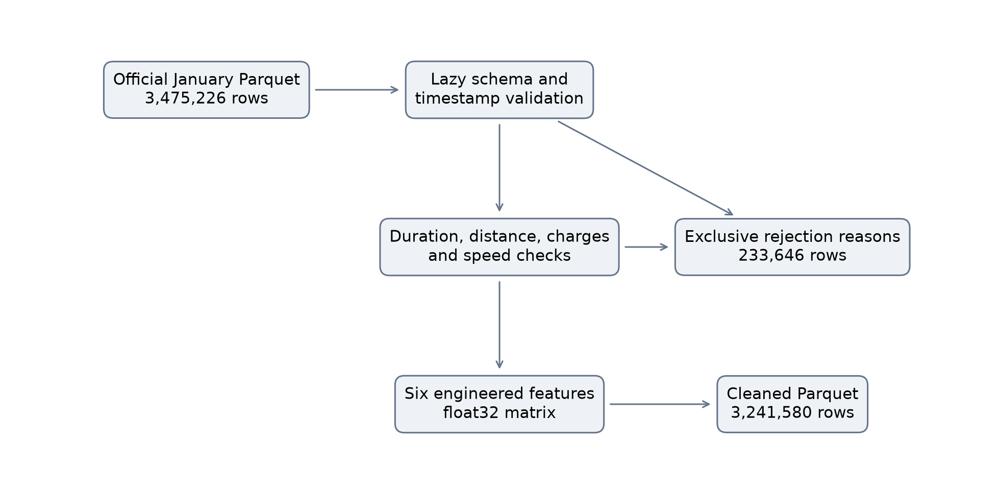 Official January Parquet
3,475,226 rows
Lazy schema and
timestamp validation
Duration, distance, charges
and speed checks
Exclusive rejection reasons
233,646 rows
Six engineered features
float32 matrix
Cleaned Parquet
3,241,580 rows